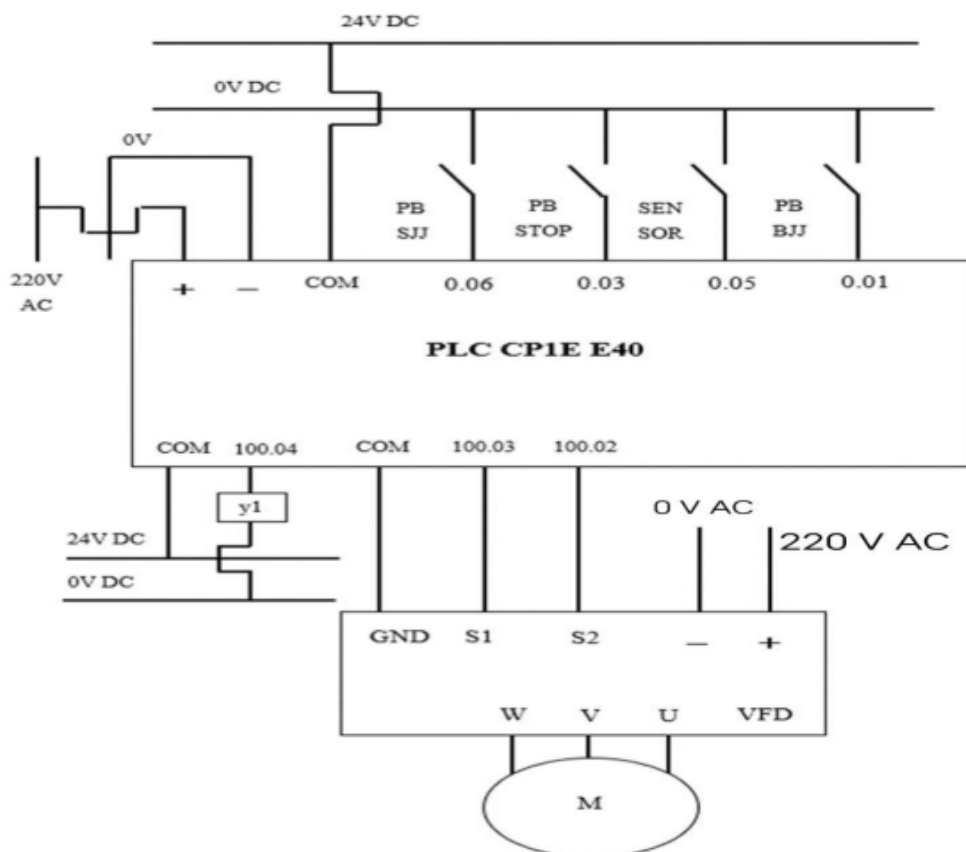 24V DC
0V DC
0V
PB
SJJ
PB
STOP
SEN
SOR
PB
BJJ
220V
AC
+ − COM 0.06 0.03 0.05 0.01
PLC CP1E E40
COM 100.04 COM 100.03 100.02
y1
0 V AC
24V DC
220 V AC
0V DC
GND S1 S2 − +
W V U VFD
M